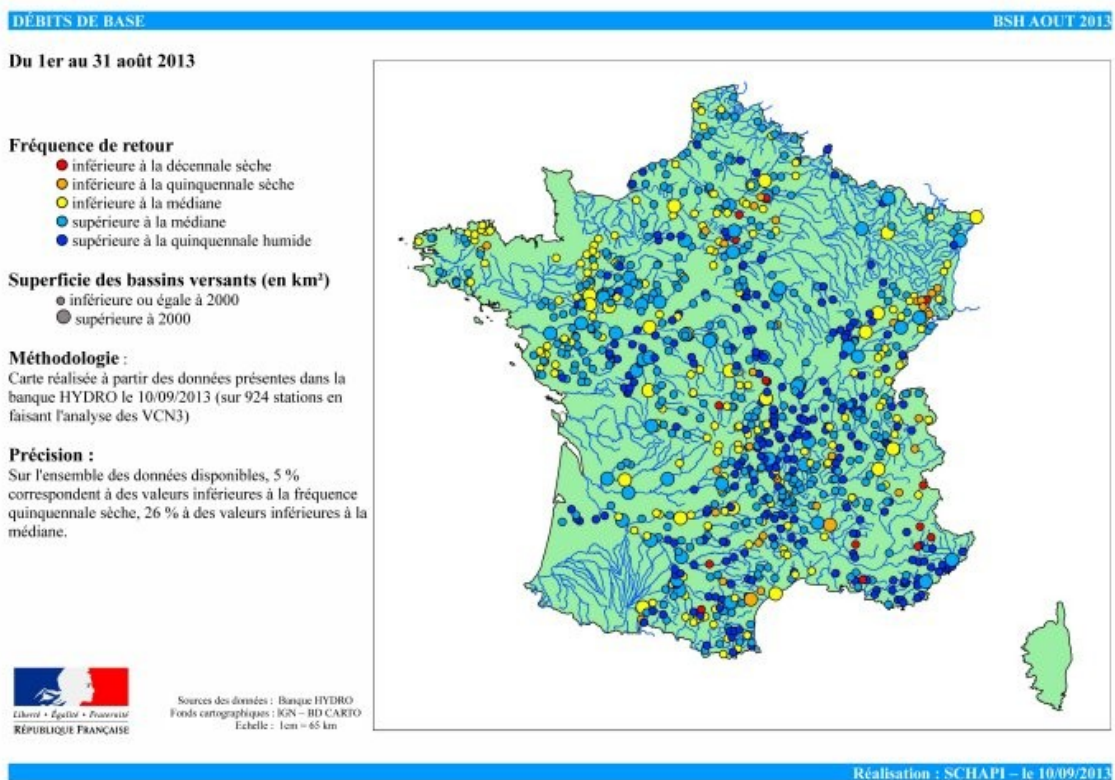 DÉBITS DE BASE
BSH AOUT 2013
Du 1er au 31 août 2013
Fréquence de retour
inférieure à la décennale sèche
inférieure à la quinquennale sèche
inférieure à la médiane
supérieure à la médiane
supérieure à la quinquennale humide
Superficie des bassins versants (en km²)
inférieure ou égale à 2000
supérieure à 2000
Méthodologie :
Carte réalisée à partir des données présentes dans la
banque HYDRO le 10/09/2013 (sur 924 stations en
faisant l'analyse des VCN3)
Précision :
Sur l'ensemble des données disponibles, 5 %
correspondent à des valeurs inférieures à la fréquence
quinquennale sèche, 26 % à des valeurs inférieures à la
médiane.
Liberté • Égalité • Fraternité
RÉPUBLIQUE FRANÇAISE
Sources des données : Banque HYDRO
Fonds cartographiques : IGN – BD CARTO
Echelle : 1cm = 65 km
Réalisation : SCHAPI – le 10/09/2013